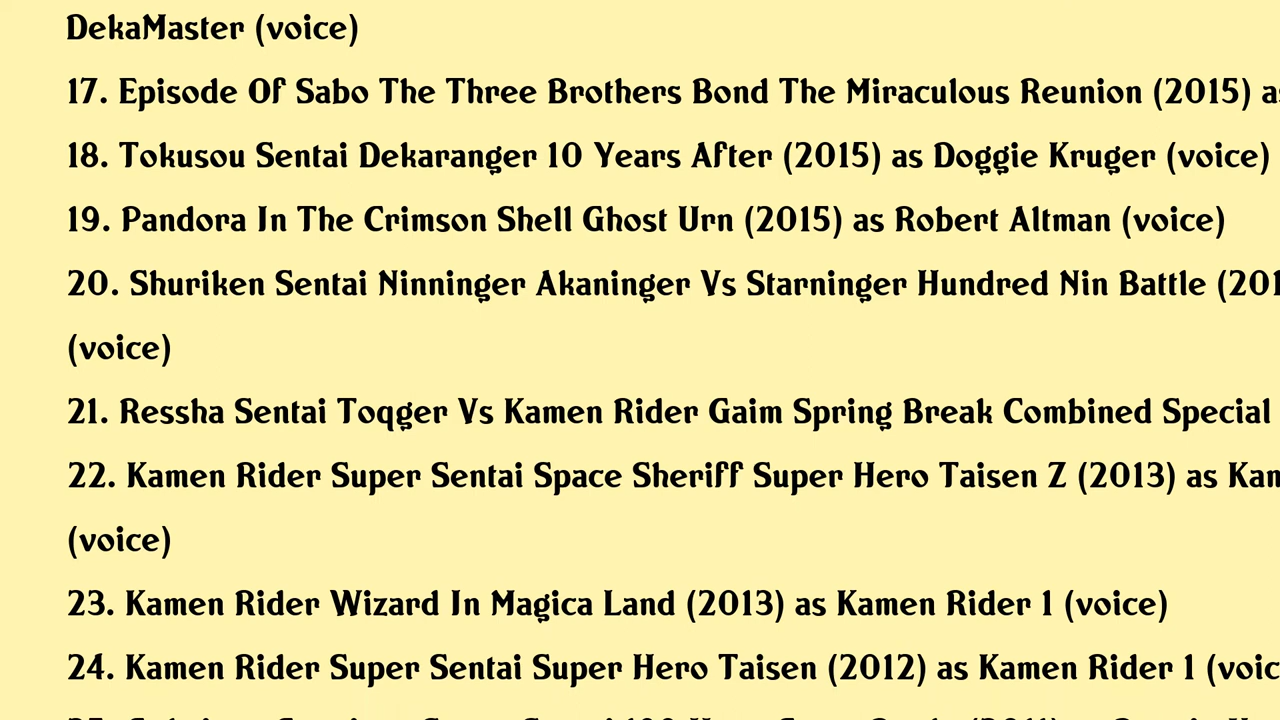 DekaMaster (voice)
17. Episode Of Sabo The Three Brothers Bond The Miraculous Reunion (2015)
18. Tokusou Sentai Dekaranger 10 Years After (2015) as Doggie Kruger (voice)
19. Pandora In The Crimson Shell Ghost Urn (2015) as Robert Altman (voice)
20. Shuriken Sentai Ninninger Akaninger Vs Starninger Hundred Nin Battle
(voice)
21. Ressha Sentai Toqger Vs Kamen Rider Gaim Spring Break Combined Special
22. Kamen Rider Super Sentai Space Sheriff Super Hero Taisen Z (2013) as
(voice)
23. Kamen Rider Wizard In Magica Land (2013) as Kamen Rider 1 (voice)
24. Kamen Rider Super Sentai Super Hero Taisen (2012) as Kamen Rider 1